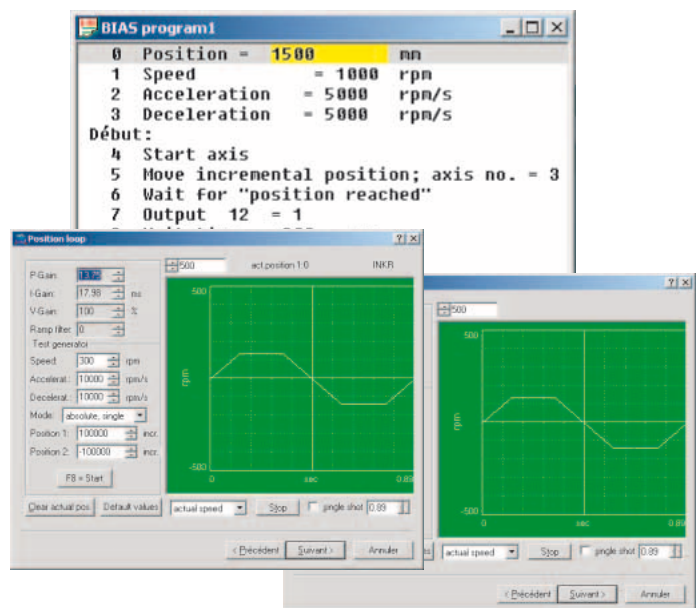 BIAS program1
0 Position = 1500 mm
1 Speed = 1000 rpm
2 Acceleration = 5000 rpm/s
3 Deceleration = 5000 rpm/s
Début:
4 Start axis
5 Move incremental position; axis no. = 3
6 Wait for "position reached"
7 Output 12 = 1
Position loop
P-Gain: 13.75
I-Gain: 17.98 ms
V-Gain: 100 %
Ramp filter: 0
Test generator
Speed: 300 rpm
Accelerat.: 10000 rpm/s
Decelerat.: 10000 rpm/s
Mode: absolute, single
Position 1: 100000 incr.
Position 2: -100000 incr.
F8 = Start
Clear actual pos. Default values
500 act.position 1:0 INKR
500
rpm
-500
0 sec 0.89
actual speed Stop single shot 0.89
< Précédent Suivant > Annuler
500
500
rpm
-500
0 sec 0.89
actual speed Stop single shot 0.89
< Précédent Suivant > Annuler